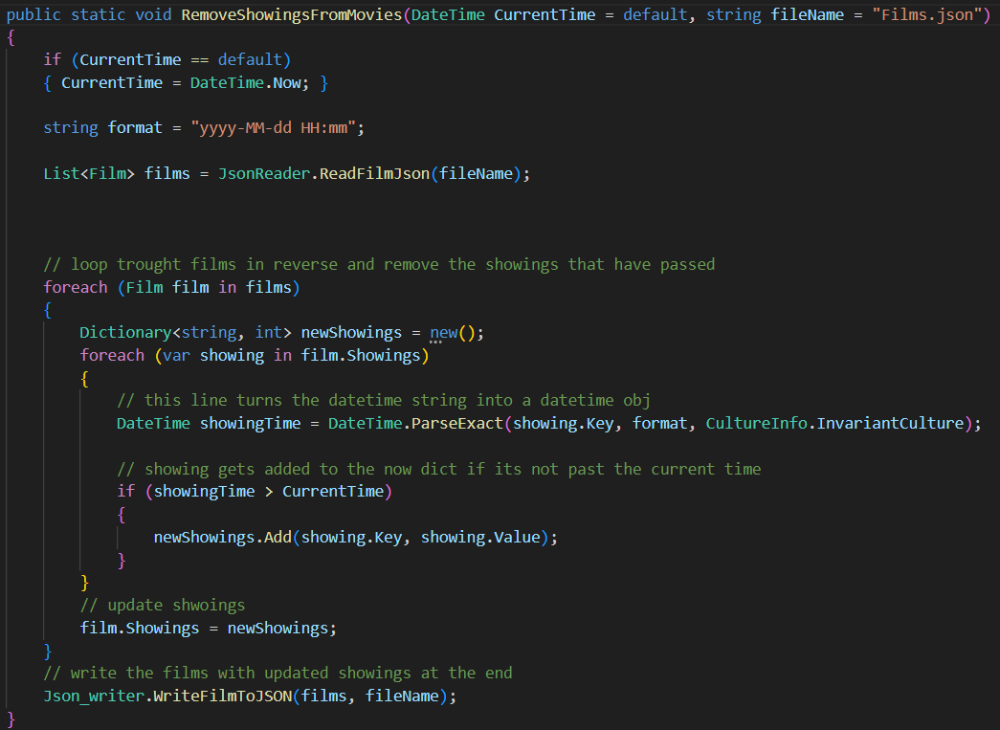 public static void RemoveShowingsFromMovies(DateTime CurrentTime = default, string fileName = "Films.json")
{
    if (CurrentTime == default)
    { CurrentTime = DateTime.Now; }
    string format = "yyyy-MM-dd HH:mm";
    List<Film> films = JsonReader.ReadFilmJson(fileName);
    // loop trought films in reverse and remove the showings that have passed
    foreach (Film film in films)
    {
        Dictionary<string, int> newShowings = new();
        foreach (var showing in film.Showings)
        {
            // this line turns the datetime string into a datetime obj
            DateTime showingTime = DateTime.ParseExact(showing.Key, format, CultureInfo.InvariantCulture);
            // showing gets added to the now dict if its not past the current time
            if (showingTime > CurrentTime)
            {
                newShowings.Add(showing.Key, showing.Value);
            }
        }
        // update shwoings
        film.Showings = newShowings;
    }
    // write the films with updated showings at the end
    Json_writer.WriteFilmToJSON(films, fileName);
}